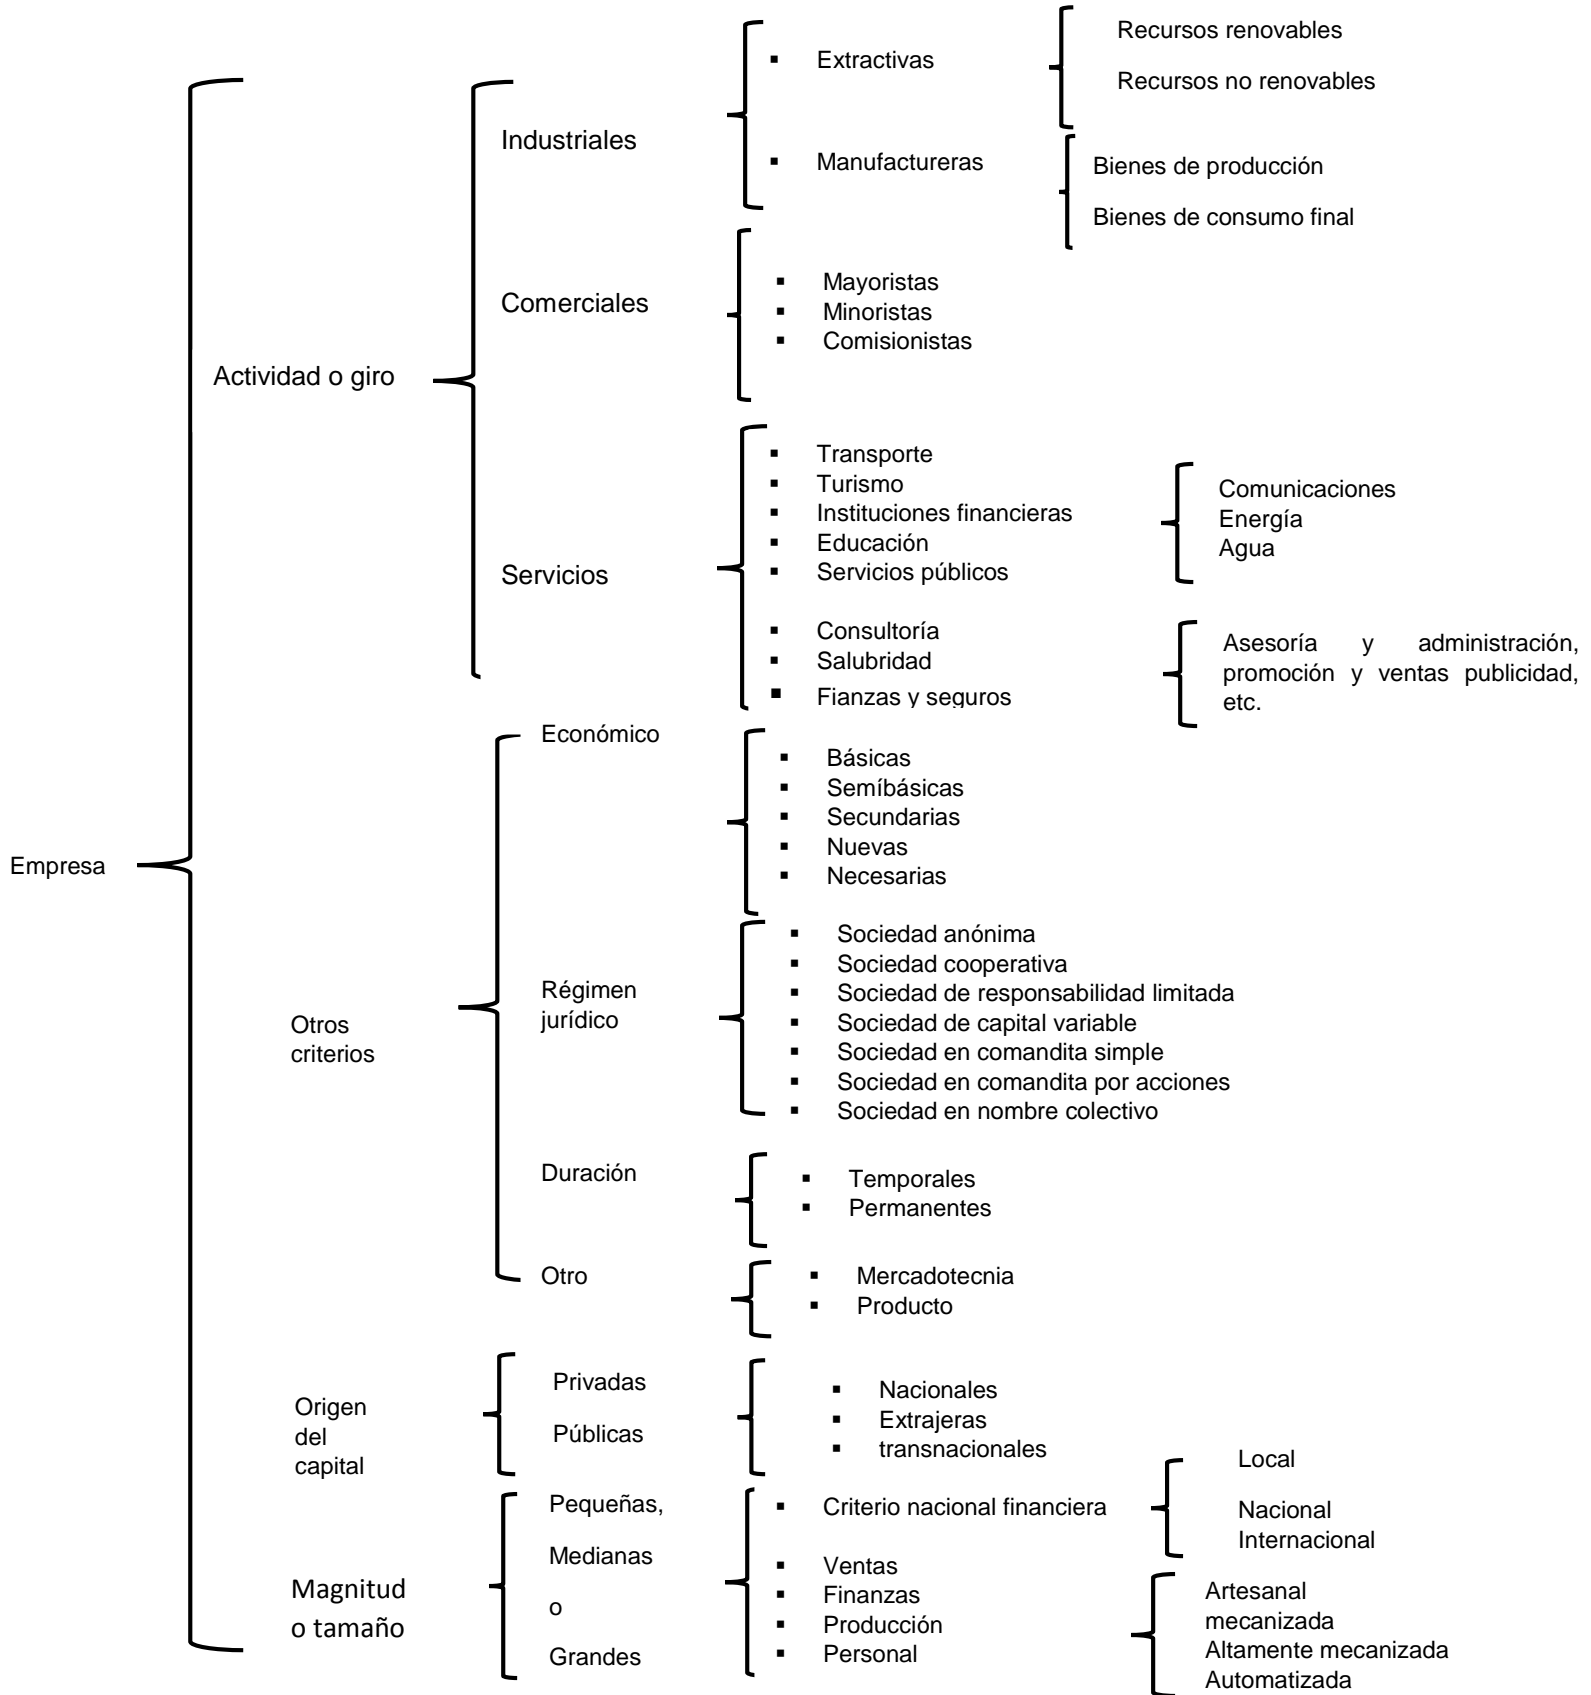 Empresa
Actividad o giro
Industriales
▪ Extractivas
Recursos renovables
Recursos no renovables
▪ Manufactureras
Bienes de producción
Bienes de consumo final
Comerciales
▪ Mayoristas
▪ Minoristas
▪ Comisionistas
Servicios
▪ Transporte
▪ Turismo
▪ Instituciones financieras
▪ Educación
▪ Servicios públicos
Comunicaciones
Energía
Agua
▪ Consultoría
▪ Salubridad
▪ Fianzas y seguros
Asesoría y administración,
promoción y ventas publicidad,
etc.
Otros
criterios
Económico
▪ Básicas
▪ Semíbásicas
▪ Secundarias
▪ Nuevas
▪ Necesarias
Régimen
jurídico
▪ Sociedad anónima
▪ Sociedad cooperativa
▪ Sociedad de responsabilidad limitada
▪ Sociedad de capital variable
▪ Sociedad en comandita simple
▪ Sociedad en comandita por acciones
▪ Sociedad en nombre colectivo
Duración
▪ Temporales
▪ Permanentes
Otro
▪ Mercadotecnia
▪ Producto
Origen
del
capital
Privadas
Públicas
▪ Nacionales
▪ Extrajeras
▪ transnacionales
Magnitud
o tamaño
Pequeñas,
Medianas
o
Grandes
▪ Criterio nacional financiera
Local
Nacional
Internacional
▪ Ventas
▪ Finanzas
▪ Producción
▪ Personal
Artesanal
mecanizada
Altamente mecanizada
Automatizada